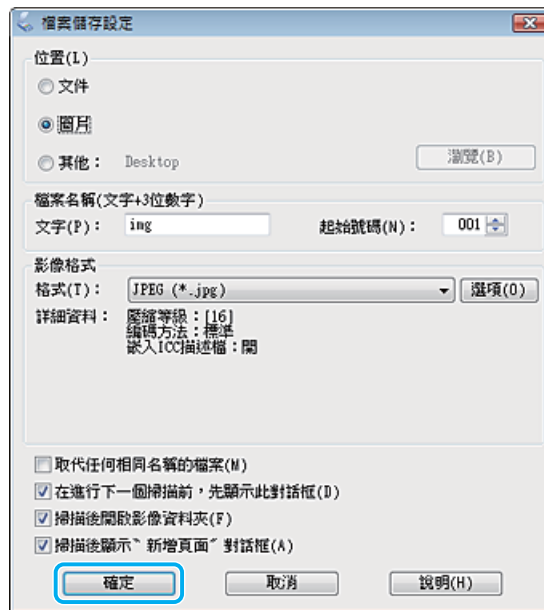 檔案儲存設定
位置(L)
文件
圖片
其他： Desktop 瀏覽(B)
檔案名稱(文字+3位數字)
文字(P)： img 起始號碼(N)： 001
影像格式
格式(T)： JPEG (*.jpg) 選項(O)
詳細資料： 壓縮等級：[16]
編碼方法：標準
嵌入ICC描述檔：開
取代任何相同名稱的檔案(W)
在進行下一個掃描前，先顯示此對話框(D)
掃描後開啟影像資料夾(F)
掃描後顯示〝新增頁面〞對話框(A)
確定 取消 說明(H)